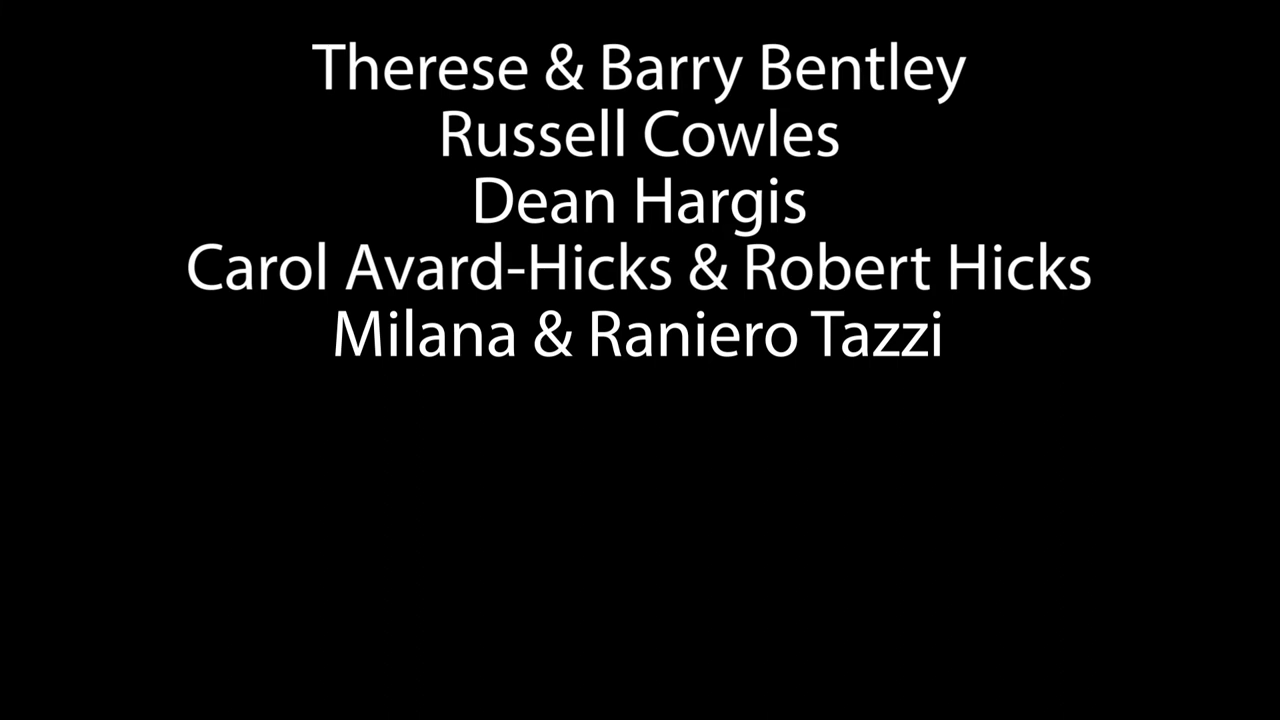 Therese & Barry Bentley
Russell Cowles
Dean Hargis
Carol Avard-Hicks & Robert Hicks
Milana & Raniero Tazzi